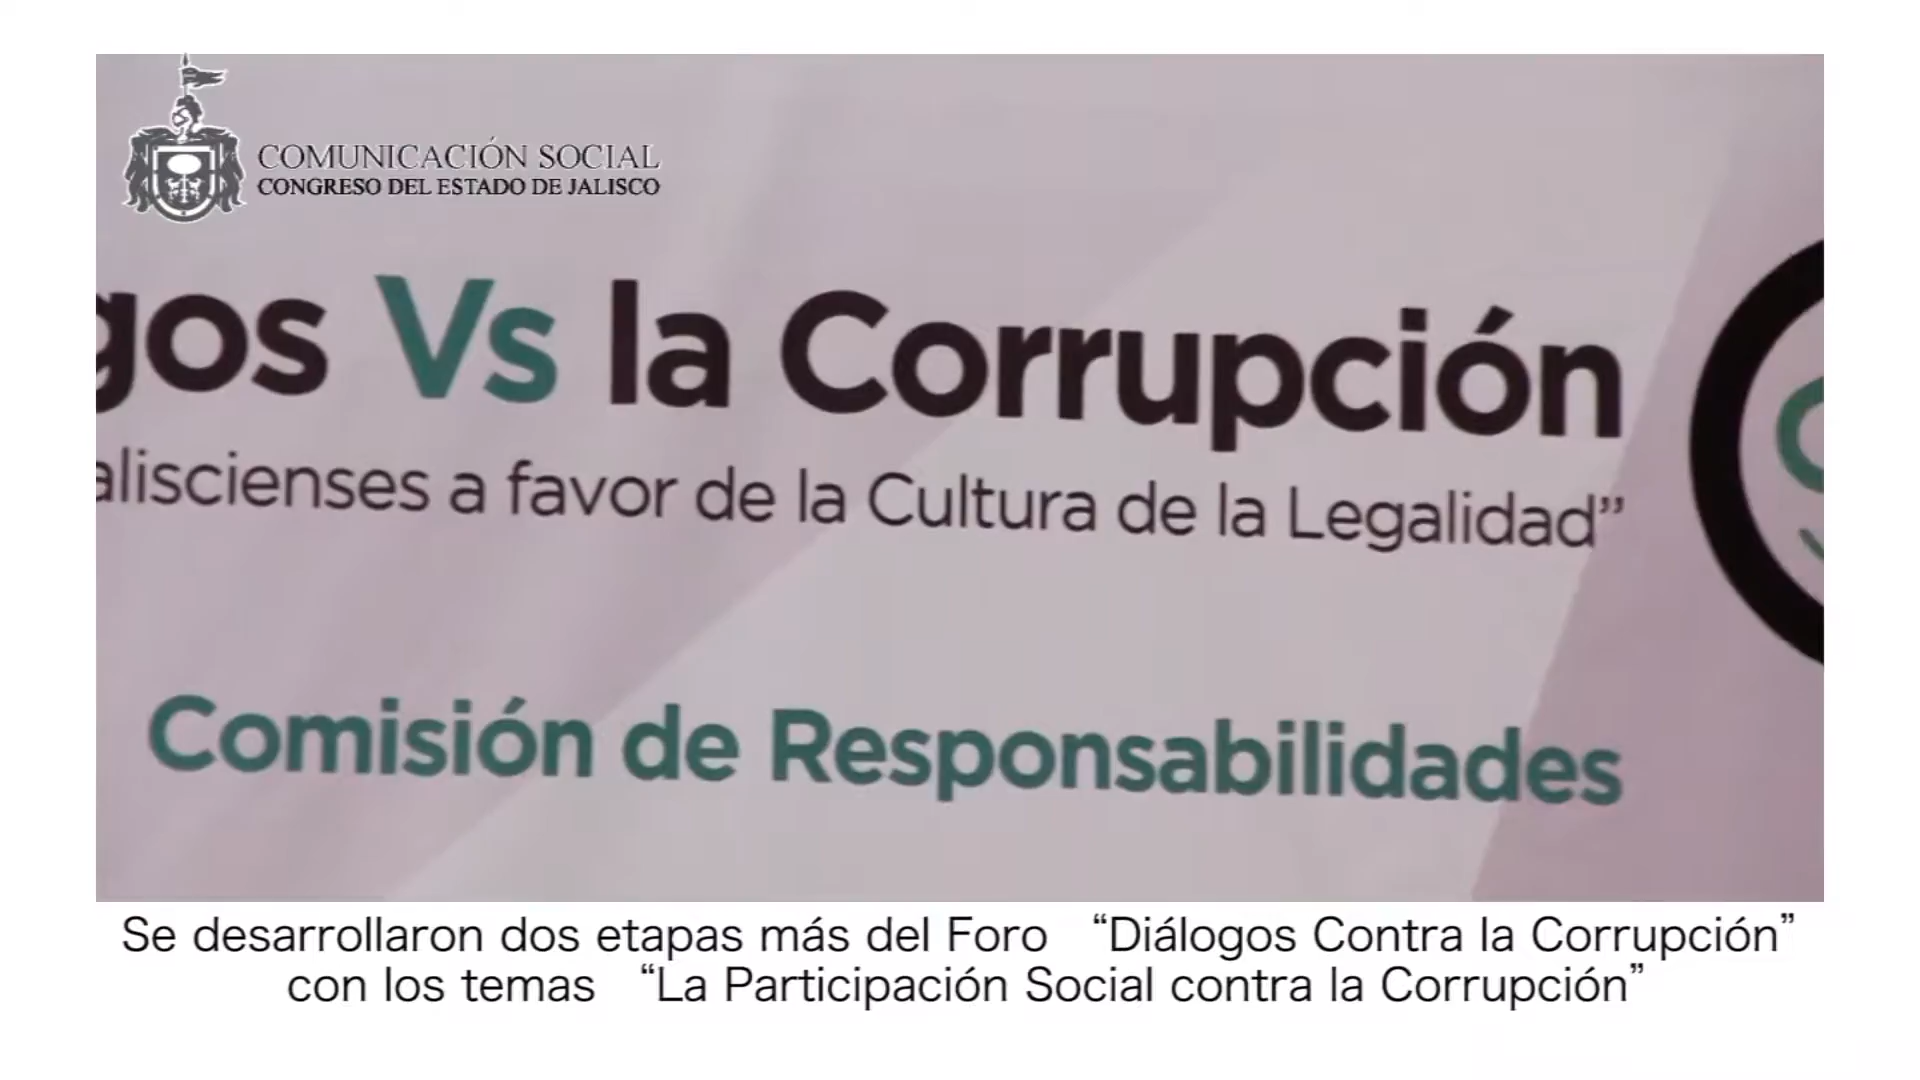 COMUNICACIÓN SOCIAL
CONGRESO DEL ESTADO DE JALISCO
gos Vs la Corrupción
aliscienses a favor de la Cultura de la Legalidad”
Comisión de Responsabilidades
Se desarrollaron dos etapas más del Foro “Diálogos Contra la Corrupción”
con los temas “La Participación Social contra la Corrupción”